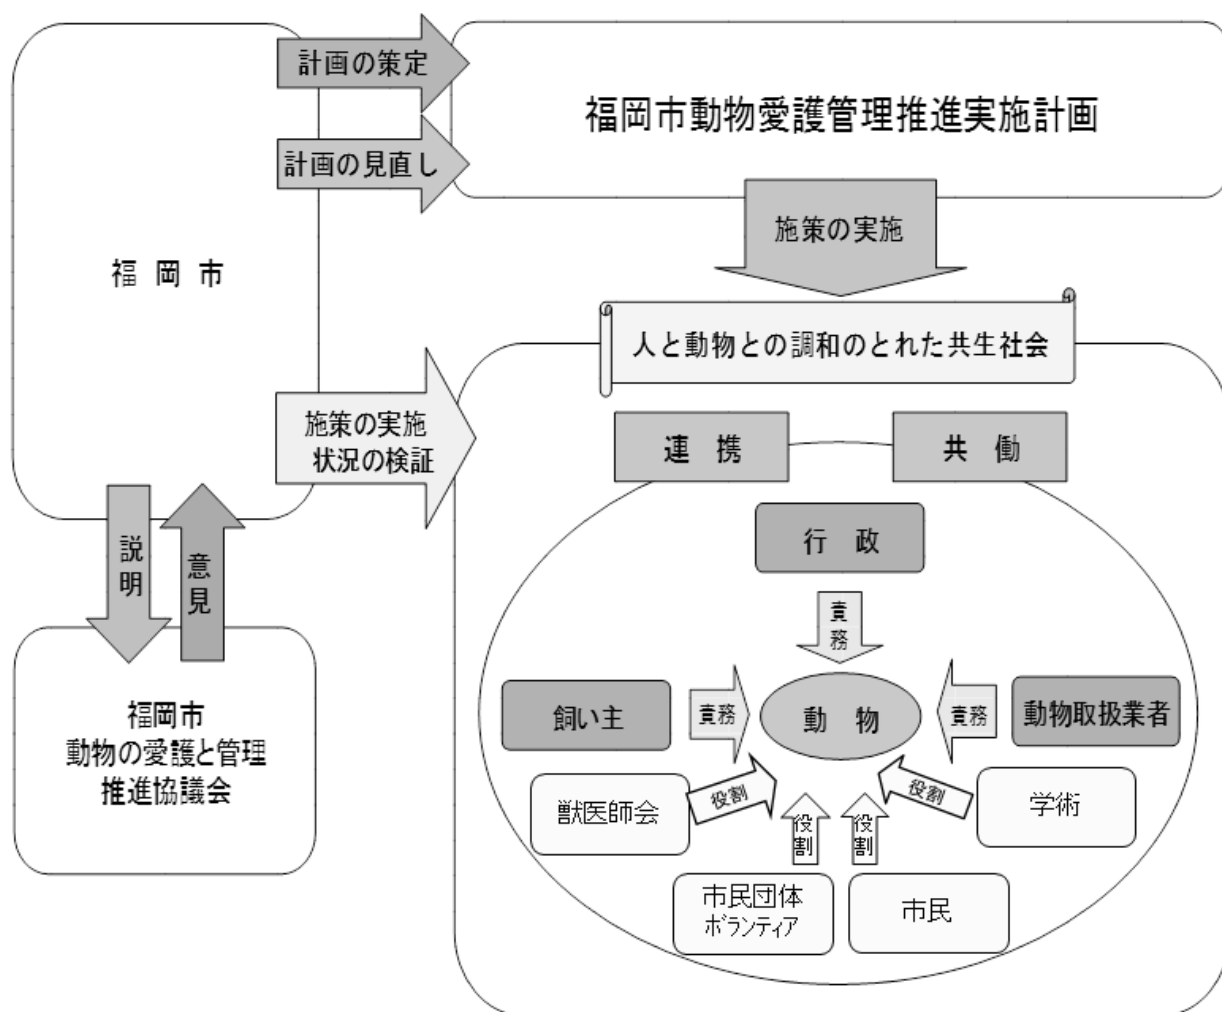 計画の策定
計画の見直し
福岡市動物愛護管理推進実施計画
施策の実施
福 岡 市
人と動物との調和のとれた共生社会
施策の実施
状況の検証
連 携
共 働
行 政
責務
説明
意見
飼い主
責務
動 物
責務
動物取扱業者
福岡市
動物の愛護と管理
推進協議会
獣医師会
役割
役割
役割
役割
学術
市民団体
ボランティア
市民